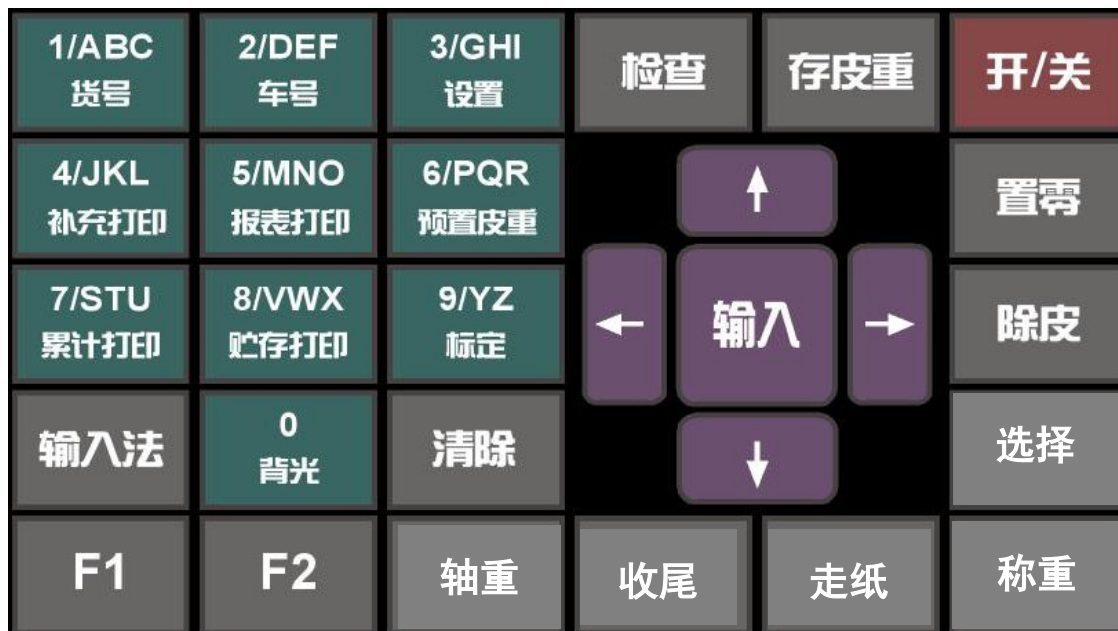 1/ABC
货号
2/DEF
车号
3/GHI
设置
检查
存皮重
开/关
4/JKL
补充打印
5/MNO
报表打印
6/PQR
预置皮重
↑
置零
7/STU
累计打印
8/VWX
贮存打印
9/YZ
标定
←
输入
→
除皮
输入法
0
背光
清除
↓
选择
F1
F2
轴重
收尾
走纸
称重